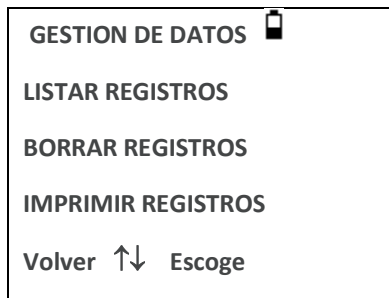 GESTION DE DATOS
LISTAR REGISTROS
BORRAR REGISTROS
IMPRIMIR REGISTROS
Volver ↑↓ Escoge